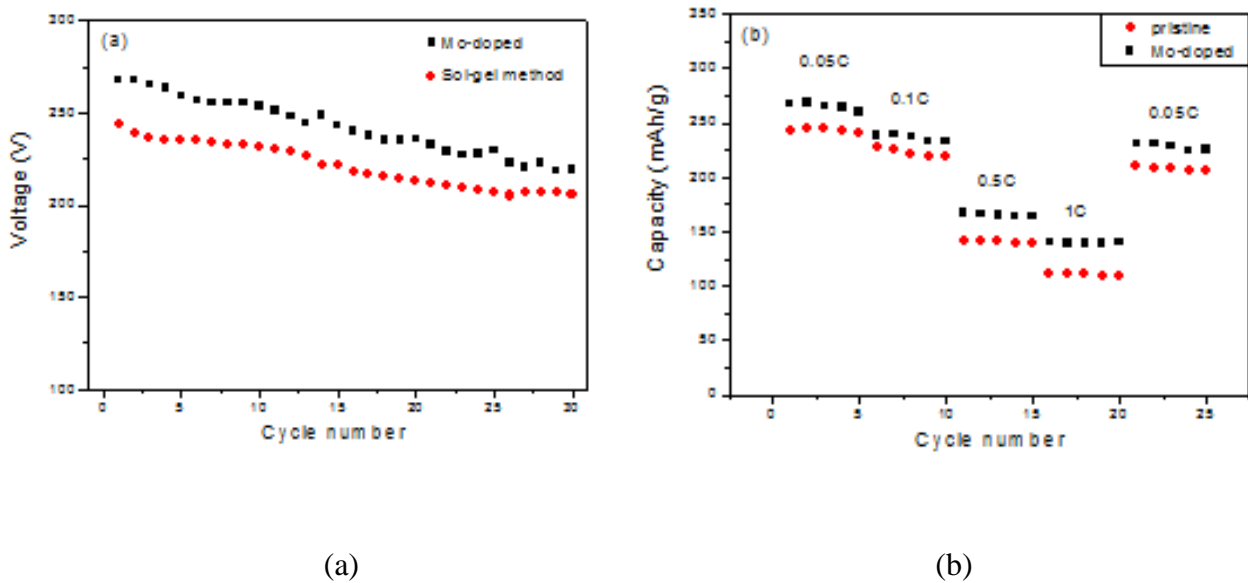 (a)
Mo-doped
Sol-gel method
300
250
200
250
100
Voltage (V)
0 5 10 15 20 25 30
Cycle number
(b)
pristine
Mo-doped
0.05C
0.1C
0.5C
1C
0.05C
350
300
250
200
150
100
50
0
Capacity (mAh/g)
0 5 10 15 20 25
Cycle number
(a) (b)